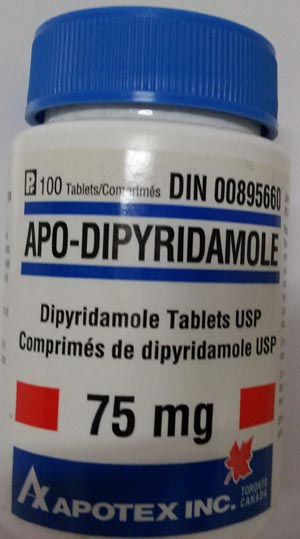 Pr 100 Tablets/Comprimés DIN 00895660
APO-DIPYRIDAMOLE
Dipyridamole Tablets USP
Comprimés de dipyridamole USP
75 mg
APOTEX INC.
TORONTO
CANADA